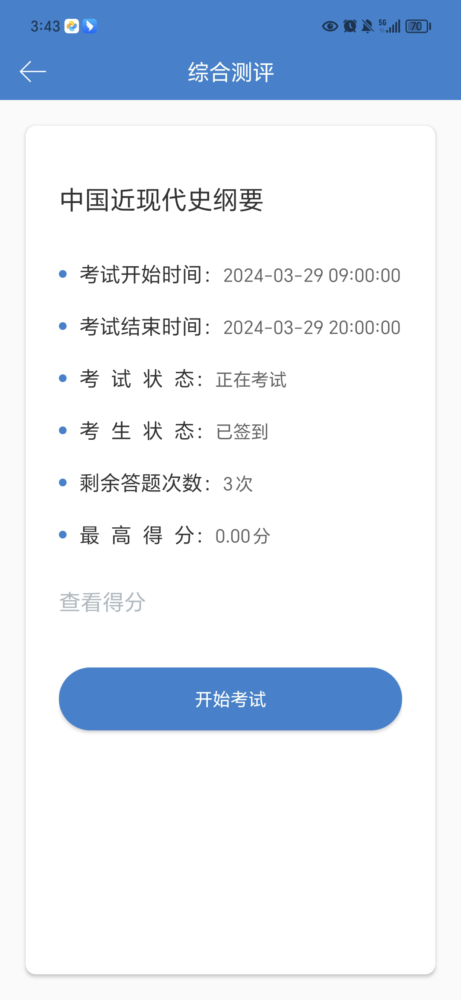 3:43 5G 70
综合测评
中国近现代史纲要
考试开始时间: 2024-03-29 09:00:00
考试结束时间: 2024-03-29 20:00:00
考试状态: 正在考试
考生状态: 已签到
剩余答题次数: 3次
最高得分: 0.00分
查看得分
开始考试